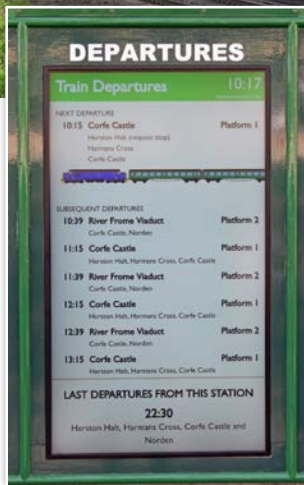 DEPARTURES
Train Departures 10:17
NEXT DEPARTURE
10:15 Corfe Castle Platform 1
Herston Halt (request stop)
Harmans Cross
Corfe Castle
SUBSEQUENT DEPARTURES
10:39 River Frome Viaduct Platform 2
Corfe Castle, Norden
11:15 Corfe Castle Platform 1
Herston Halt, Harmans Cross, Corfe Castle
11:39 River Frome Viaduct Platform 2
Corfe Castle, Norden
12:15 Corfe Castle Platform 1
Herston Halt, Harmans Cross, Corfe Castle
12:39 River Frome Viaduct Platform 2
Corfe Castle, Norden
13:15 Corfe Castle Platform 1
Herston Halt, Harmans Cross, Corfe Castle
LAST DEPARTURES FROM THIS STATION
22:30
Herston Halt, Harmans Cross, Corfe Castle and
Norden